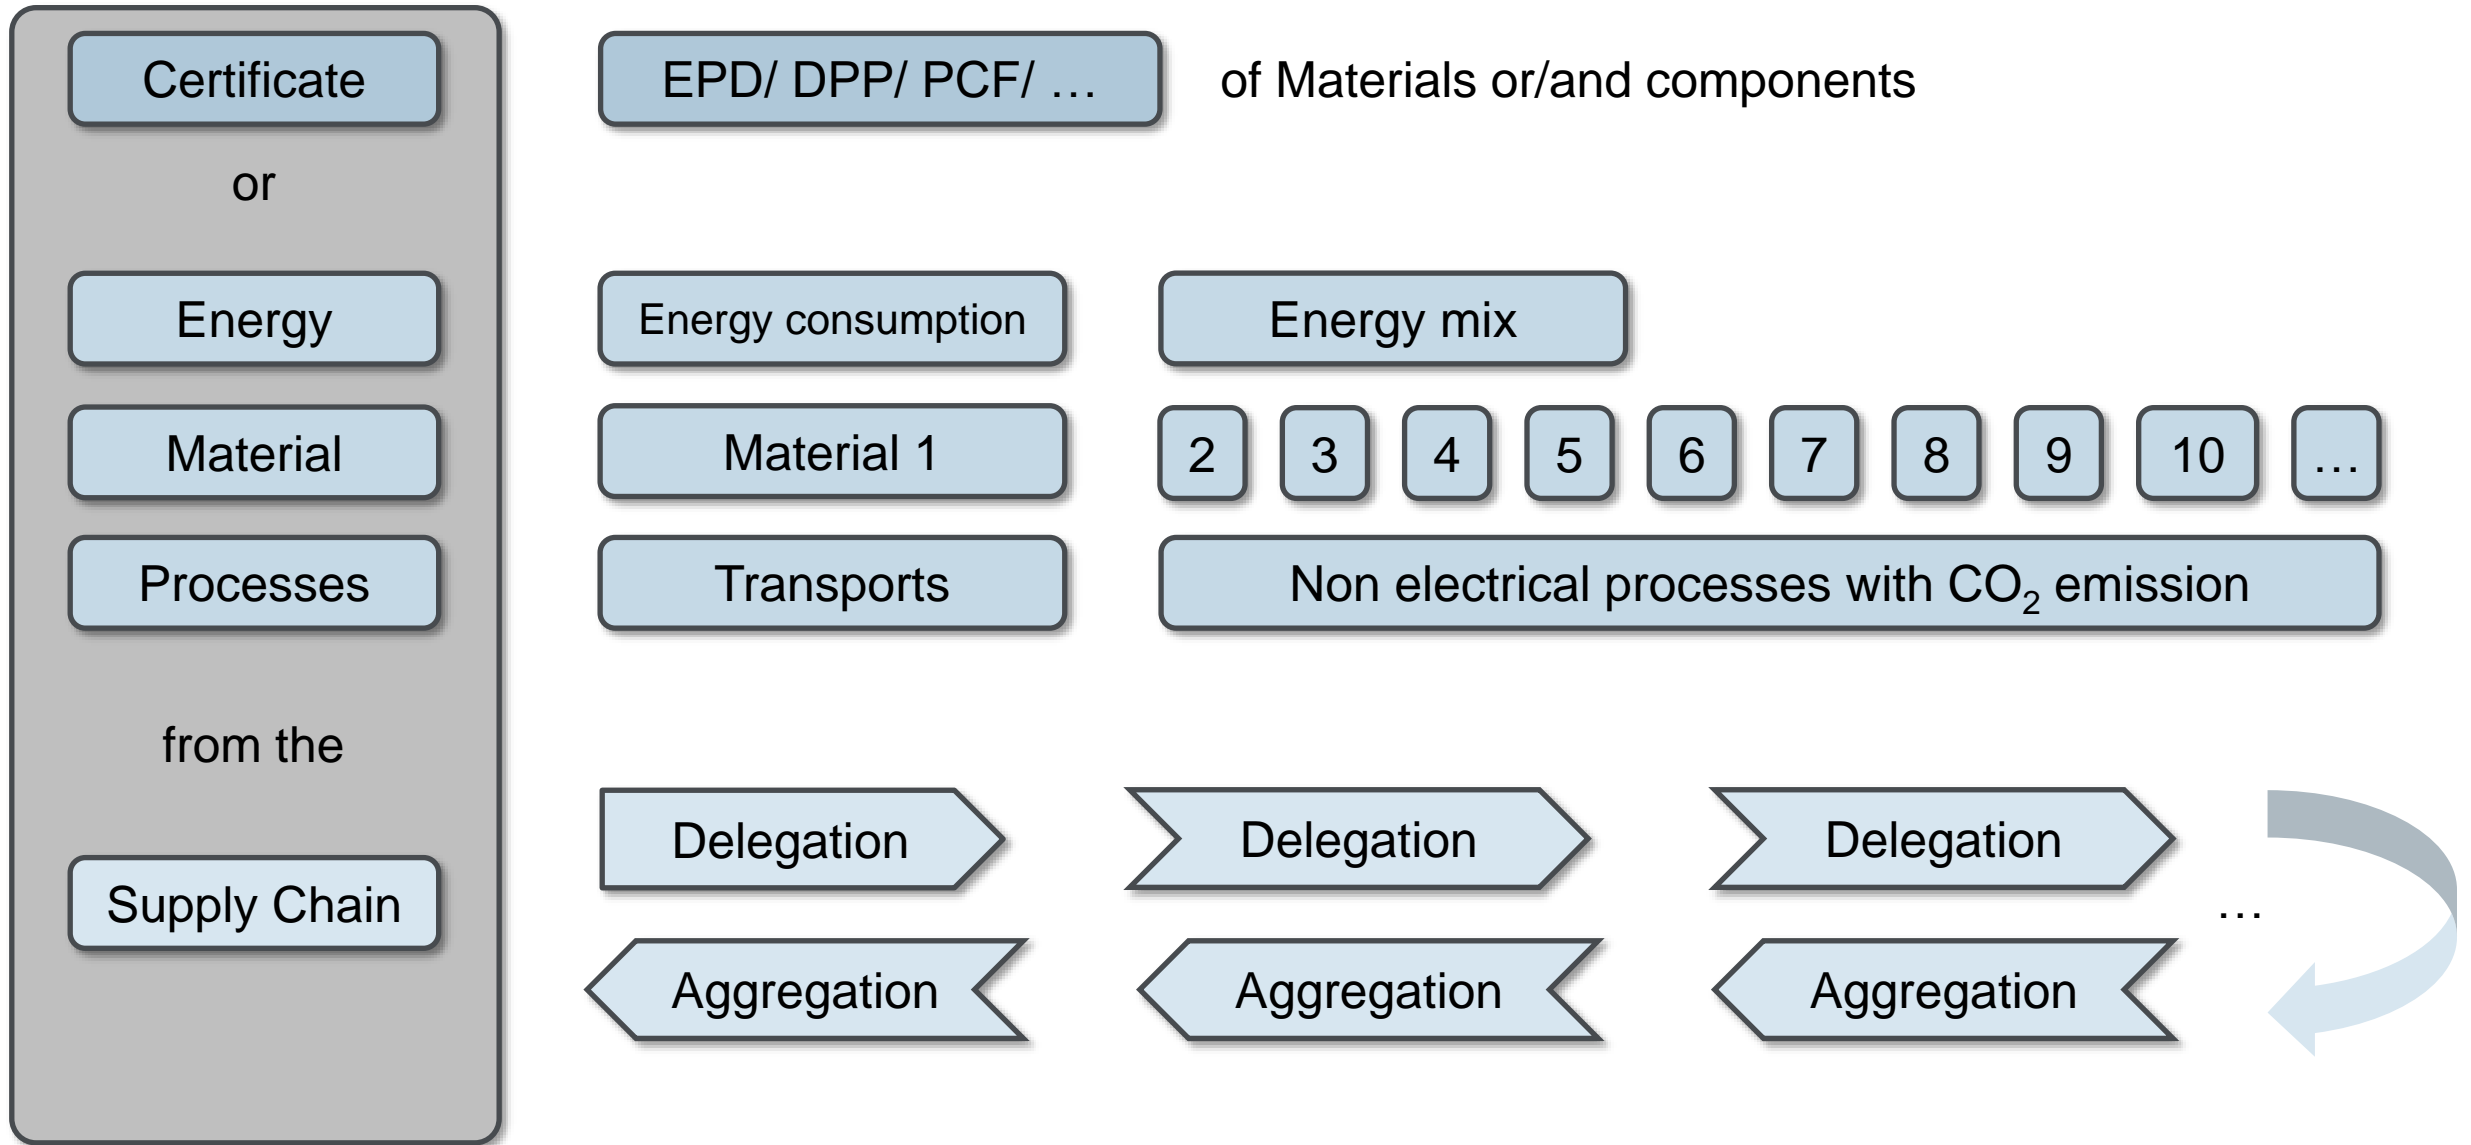 Certificate
EPD/ DPP/ PCF/ …
of Materials or/and components
or
Energy
Energy consumption
Energy mix
Material
Material 1
2
3
4
5
6
7
8
9
10
…
Processes
Transports
Non electrical processes with CO₂ emission
from the
Supply Chain
Delegation
Delegation
Delegation
…
Aggregation
Aggregation
Aggregation